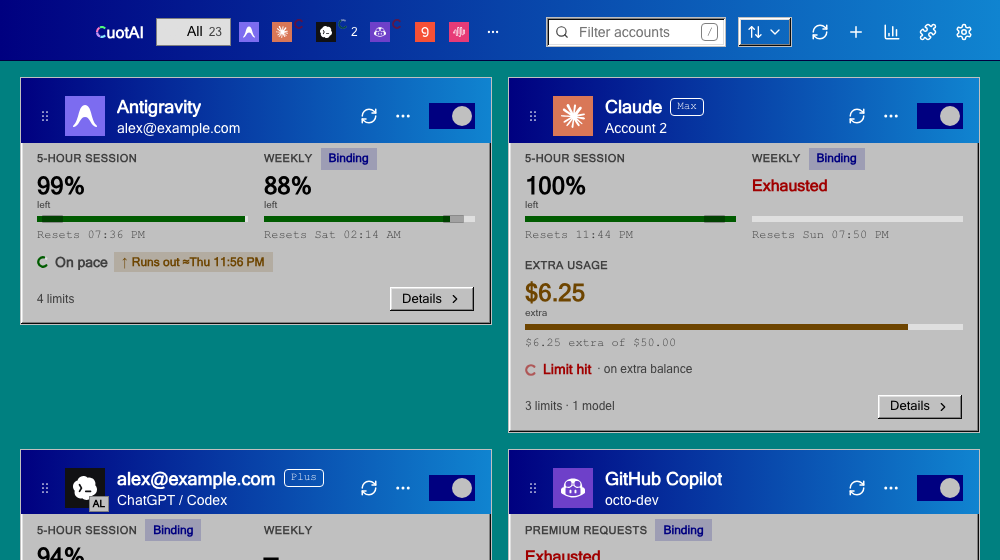 CuotAI
All 23
2
Filter accounts /
Antigravity
alex@example.com
5-HOUR SESSION
99%
left
Resets 07:36 PM
WEEKLY Binding
88%
left
Resets Sat 02:14 AM
On pace ↑ Runs out ≈Thu 11:56 PM
4 limits
Details
Claude Max
Account 2
5-HOUR SESSION
100%
left
Resets 11:44 PM
WEEKLY Binding
Exhausted
Resets Sun 07:50 PM
EXTRA USAGE
$6.25
extra
$6.25 extra of $50.00
Limit hit · on extra balance
3 limits · 1 model
Details
AL
alex@example.com Plus
ChatGPT / Codex
5-HOUR SESSION Binding
94%
WEEKLY
–
GitHub Copilot
octo-dev
PREMIUM REQUESTS Binding
Exhausted